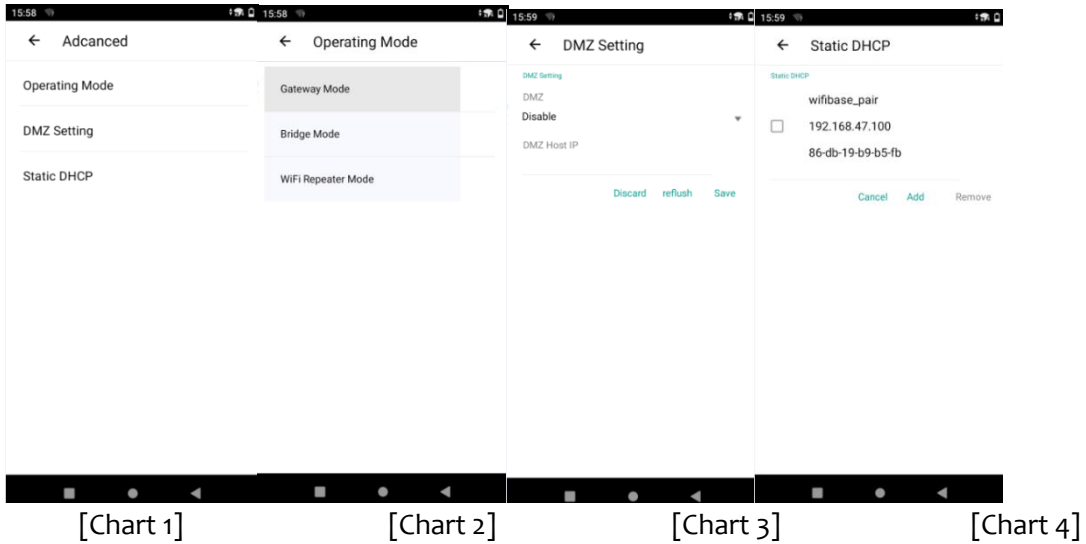 15:58
← Adcanced
Operating Mode
DMZ Setting
Static DHCP
15:58
← Operating Mode
Gateway Mode
Bridge Mode
WiFi Repeater Mode
15:59
← DMZ Setting
DMZ Setting
DMZ
Disable
DMZ Host IP
Discard reflush Save
15:59
← Static DHCP
Static DHCP
wifibase_pair
192.168.47.100
86-db-19-b9-b5-fb
Cancel Add Remove
[Chart 1] [Chart 2] [Chart 3] [Chart 4]